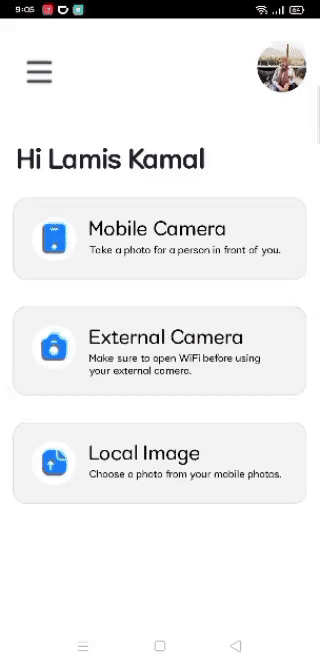 9:05
Hi Lamis Kamal
Mobile Camera
Take a photo for a person in front of you.
External Camera
Make sure to open WiFi before using
your external camera.
Local Image
Choose a photo from your mobile photos.